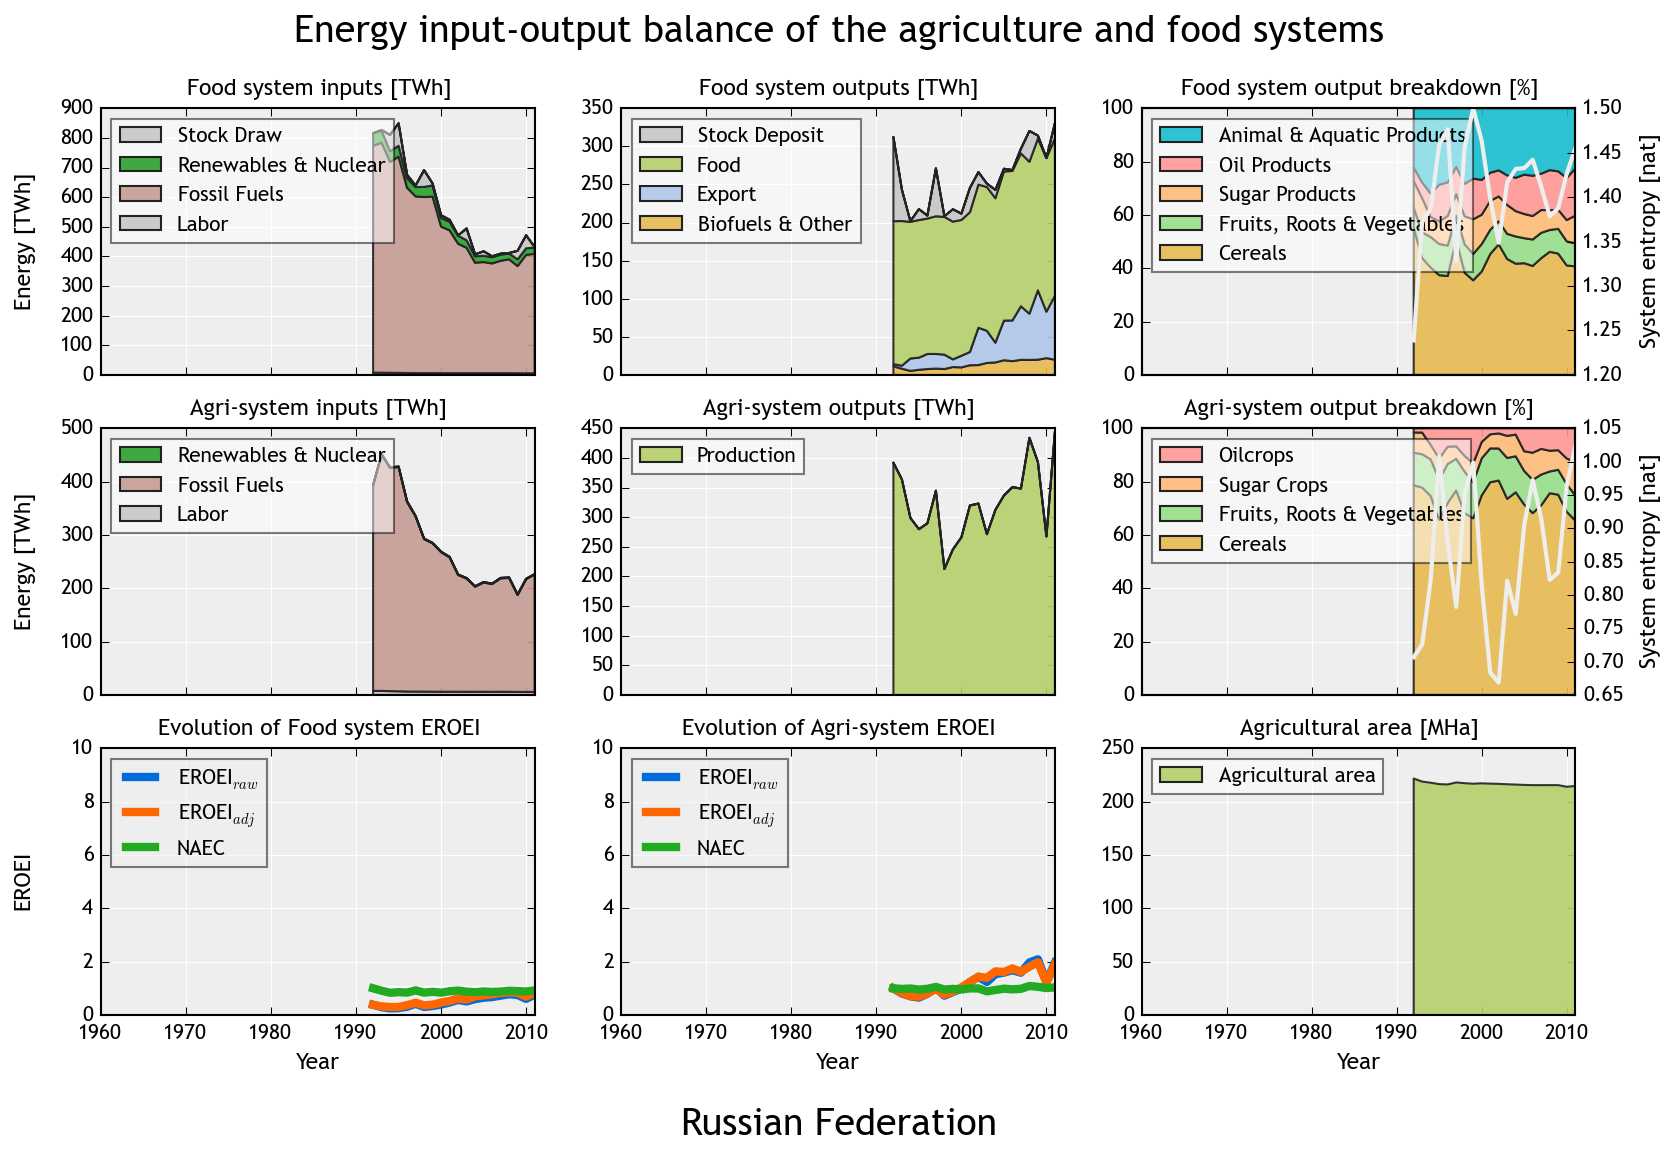 Energy input-output balance of the agriculture and food systems
Food system inputs [TWh]
Energy [TWh]
900
800
700
600
500
400
300
200
100
0
Stock Draw
Renewables & Nuclear
Fossil Fuels
Labor
Food system outputs [TWh]
350
300
250
200
150
100
50
0
Stock Deposit
Food
Export
Biofuels & Other
Food system output breakdown [%]
100
80
60
40
20
0
Animal & Aquatic Products
Oil Products
Sugar Products
Fruits, Roots & Vegetables
Cereals
1.50
1.45
1.40
1.35
1.30
1.25
1.20
System entropy [nat]
Agri-system inputs [TWh]
Energy [TWh]
500
400
300
200
100
0
Renewables & Nuclear
Fossil Fuels
Labor
Agri-system outputs [TWh]
450
400
350
300
250
200
150
100
50
0
Production
Agri-system output breakdown [%]
100
80
60
40
20
0
Oilcrops
Sugar Crops
Fruits, Roots & Vegetables
Cereals
1.05
1.00
0.95
0.90
0.85
0.80
0.75
0.70
0.65
System entropy [nat]
Evolution of Food system EROEI
EROEI
10
8
6
4
2
0
EROEI raw
EROEI adj
NAEC
1960 1970 1980 1990 2000 2010
Year
Evolution of Agri-system EROEI
10
8
6
4
2
0
EROEI raw
EROEI adj
NAEC
1960 1970 1980 1990 2000 2010
Year
Agricultural area [MHa]
250
200
150
100
50
0
Agricultural area
1960 1970 1980 1990 2000 2010
Year
Russian Federation